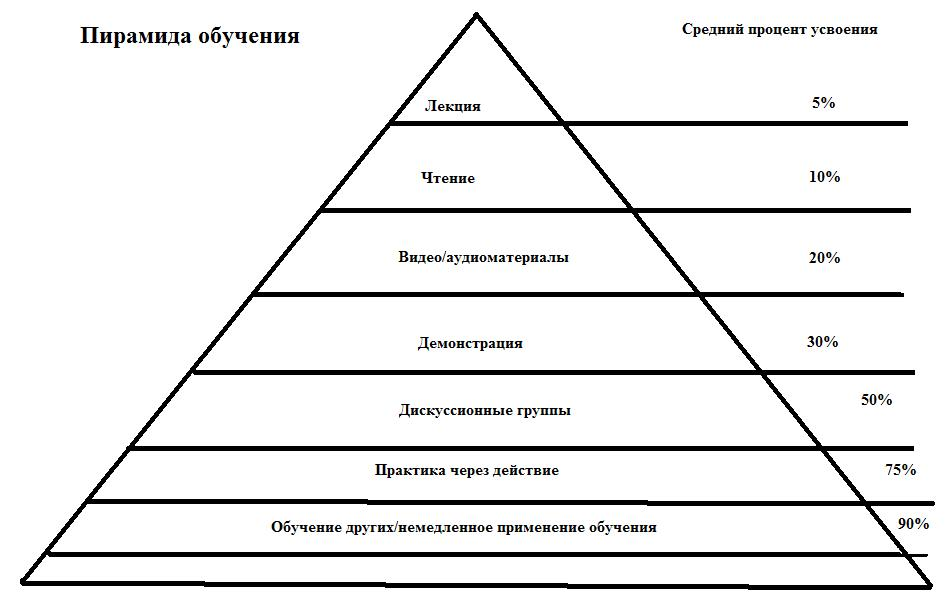 Пирамида обучения
Средний процент усвоения
Лекция
5%
Чтение
10%
Видео/аудиоматериалы
20%
Демонстрация
30%
Дискуссионные группы
50%
Практика через действие
75%
Обучение других/немедленное применение обучения
90%